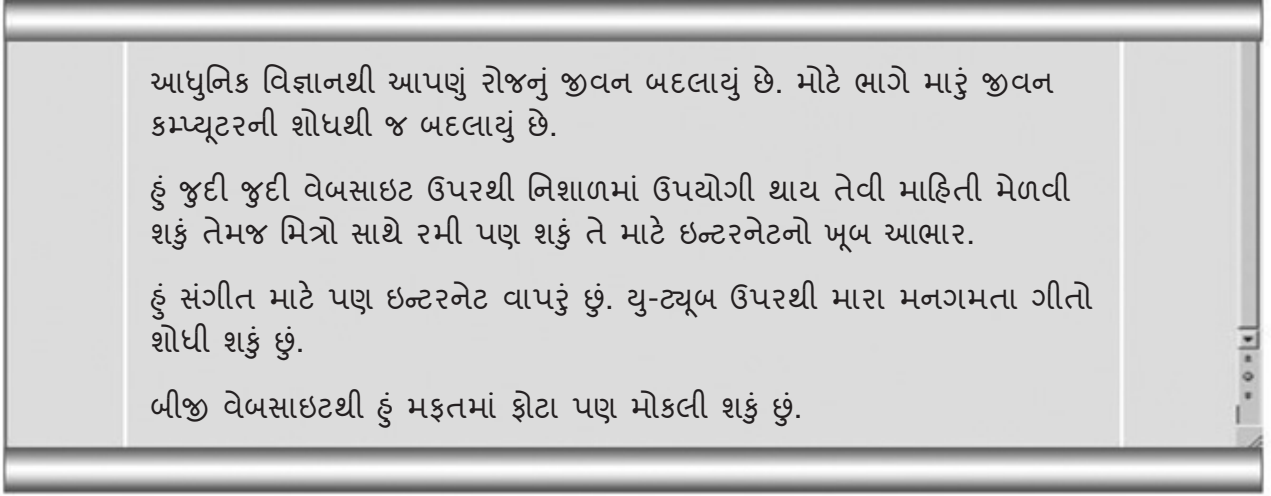 આધુનિક વિજ્ઞાનથી આપણું રોજનું જીવન બદલાયું છે. મોટે ભાગે મારું જીવન
કમ્પ્યૂટરની શોધથી જ બદલાયું છે.
હું જુદી જુદી વેબસાઇટ ઉપરથી નિશાળમાં ઉપયોગી થાય તેવી માહિતી મેળવી
શકું તેમજ મિત્રો સાથે રમી પણ શકું તે માટે ઇન્ટરનેટનો ખૂબ આભાર.
હું સંગીત માટે પણ ઇન્ટરનેટ વાપરું છું. યુ-ટ્યૂબ ઉપરથી મારા મનગમતા ગીતો
શોધી શકું છું.
બીજી વેબસાઇટથી હું મફતમાં ફોટા પણ મોકલી શકું છું.